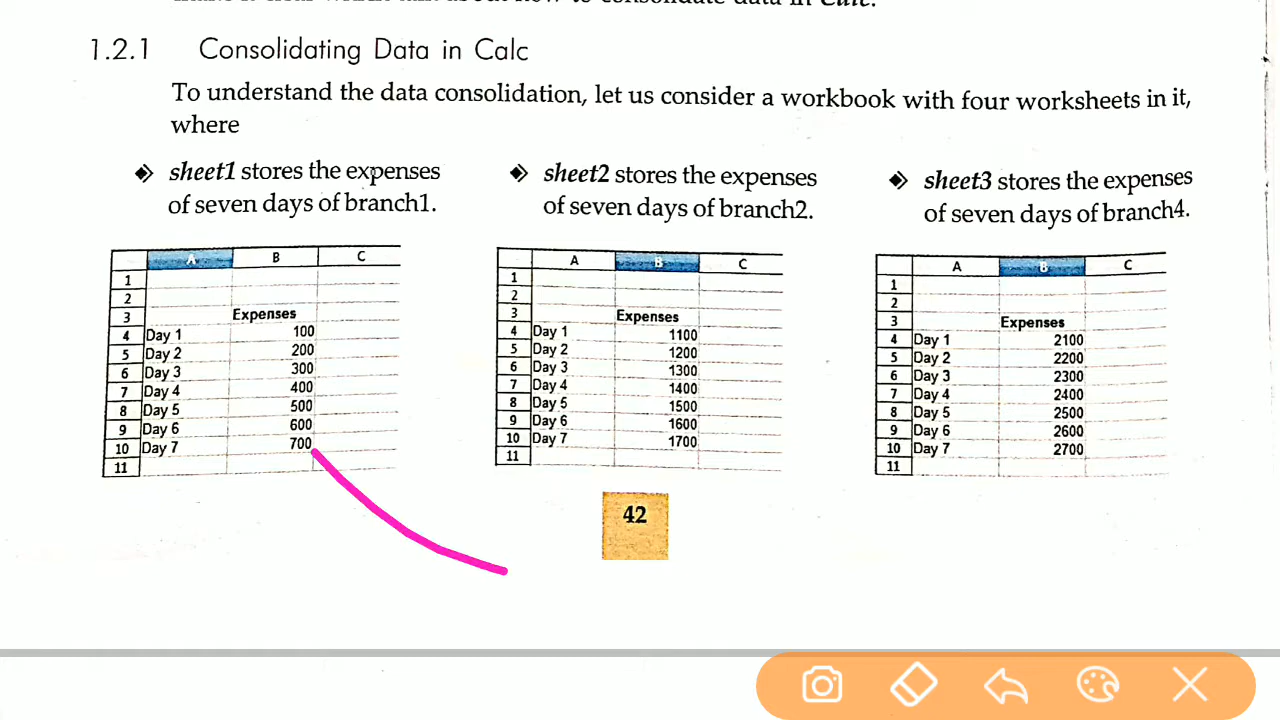 1.2.1 Consolidating Data in Calc
To understand the data consolidation, let us consider a workbook with four worksheets in it,
where
sheet1 stores the expenses
of seven days of branch1.
sheet2 stores the expenses
of seven days of branch2.
sheet3 stores the expenses
of seven days of branch4.
A B C
1
2
3 Expenses
4 Day 1 100
5 Day 2 200
6 Day 3 300
7 Day 4 400
8 Day 5 500
9 Day 6 600
10 Day 7 700
11
A B C
1
2
3 Expenses
4 Day 1 1100
5 Day 2 1200
6 Day 3 1300
7 Day 4 1400
8 Day 5 1500
9 Day 6 1600
10 Day 7 1700
11
A B C
1
2
3 Expenses
4 Day 1 2100
5 Day 2 2200
6 Day 3 2300
7 Day 4 2400
8 Day 5 2500
9 Day 6 2600
10 Day 7 2700
11
42